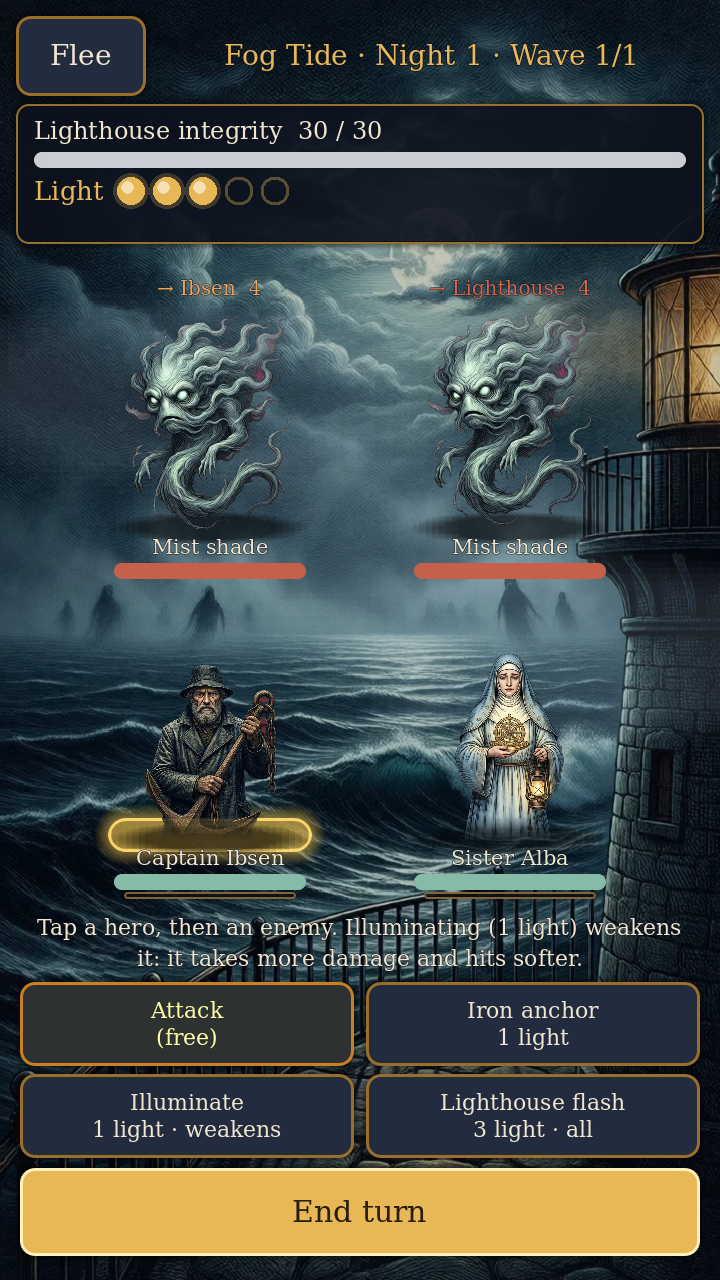 Flee
Fog Tide · Night 1 · Wave 1/1
Lighthouse integrity 30 / 30
Light
→ Ibsen 4
→ Lighthouse 4
Mist shade
Mist shade
Captain Ibsen
Sister Alba
Tap a hero, then an enemy. Illuminating (1 light) weakens
it: it takes more damage and hits softer.
Attack
(free)
Iron anchor
1 light
Illuminate
1 light · weakens
Lighthouse flash
3 light · all
End turn